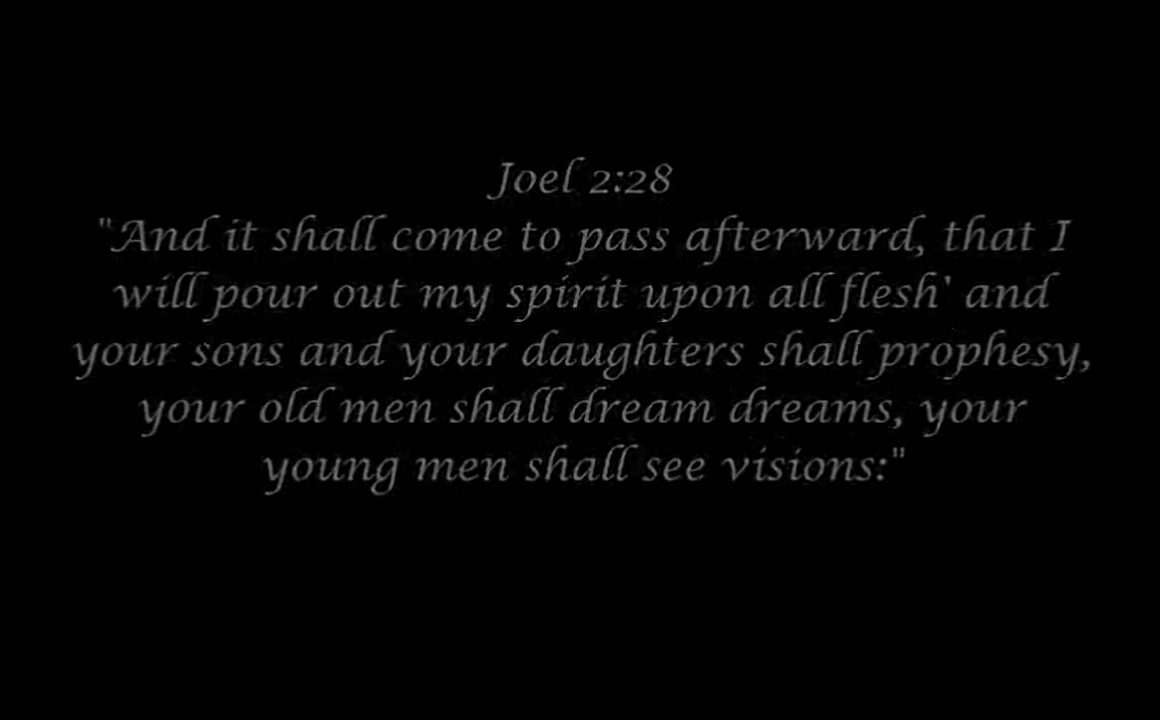 Joel 2:28
"And it shall come to pass afterward, that I
will pour out my spirit upon all flesh' and
your sons and your daughters shall prophesy,
your old men shall dream dreams, your
young men shall see visions:"